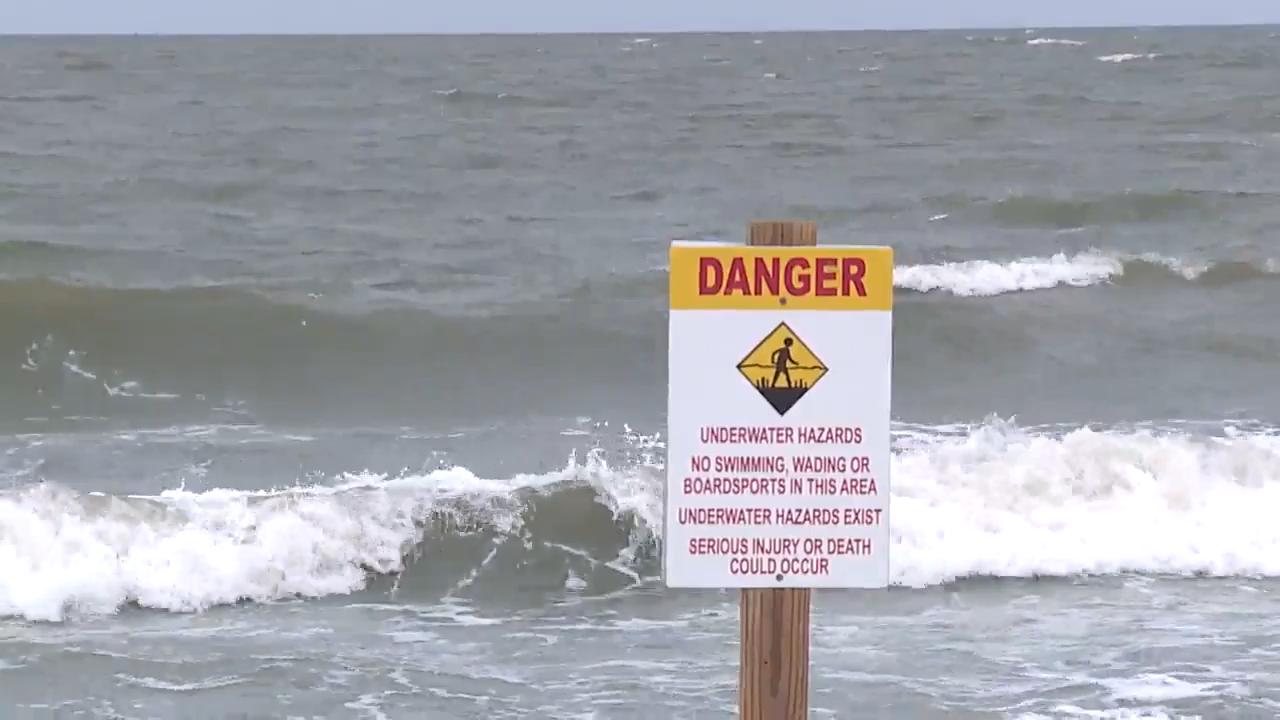 DANGER
UNDERWATER HAZARDS
NO SWIMMING, WADING OR
BOARDSPORTS IN THIS AREA
UNDERWATER HAZARDS EXIST
SERIOUS INJURY OR DEATH
COULD OCCUR